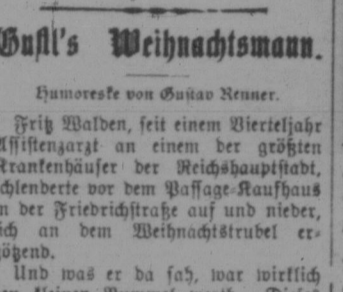 Gustl's Weihnachtsmann.
Humoreske von Gustav Renner.
Fritz Walden, seit einem Vierteljahr
Assistenzarzt an einem der größten
Krankenhäuser der Reichshauptstadt,
schlenderte vor dem Passage-Kaufhaus
in der Friedrichstraße auf und nieder,
sich an dem Weihnachtstrubel er-
götzend.
Und was er da sah, war wirklich